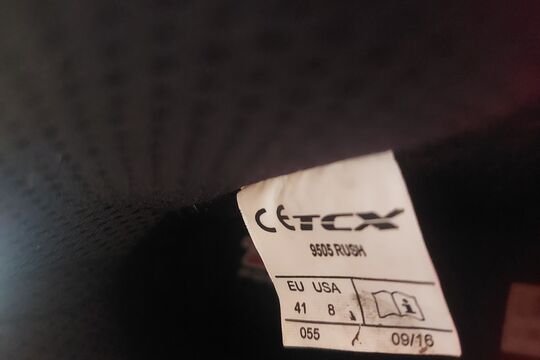 CE TCX
9505 RUSH
EU USA
41 8
055 09/16